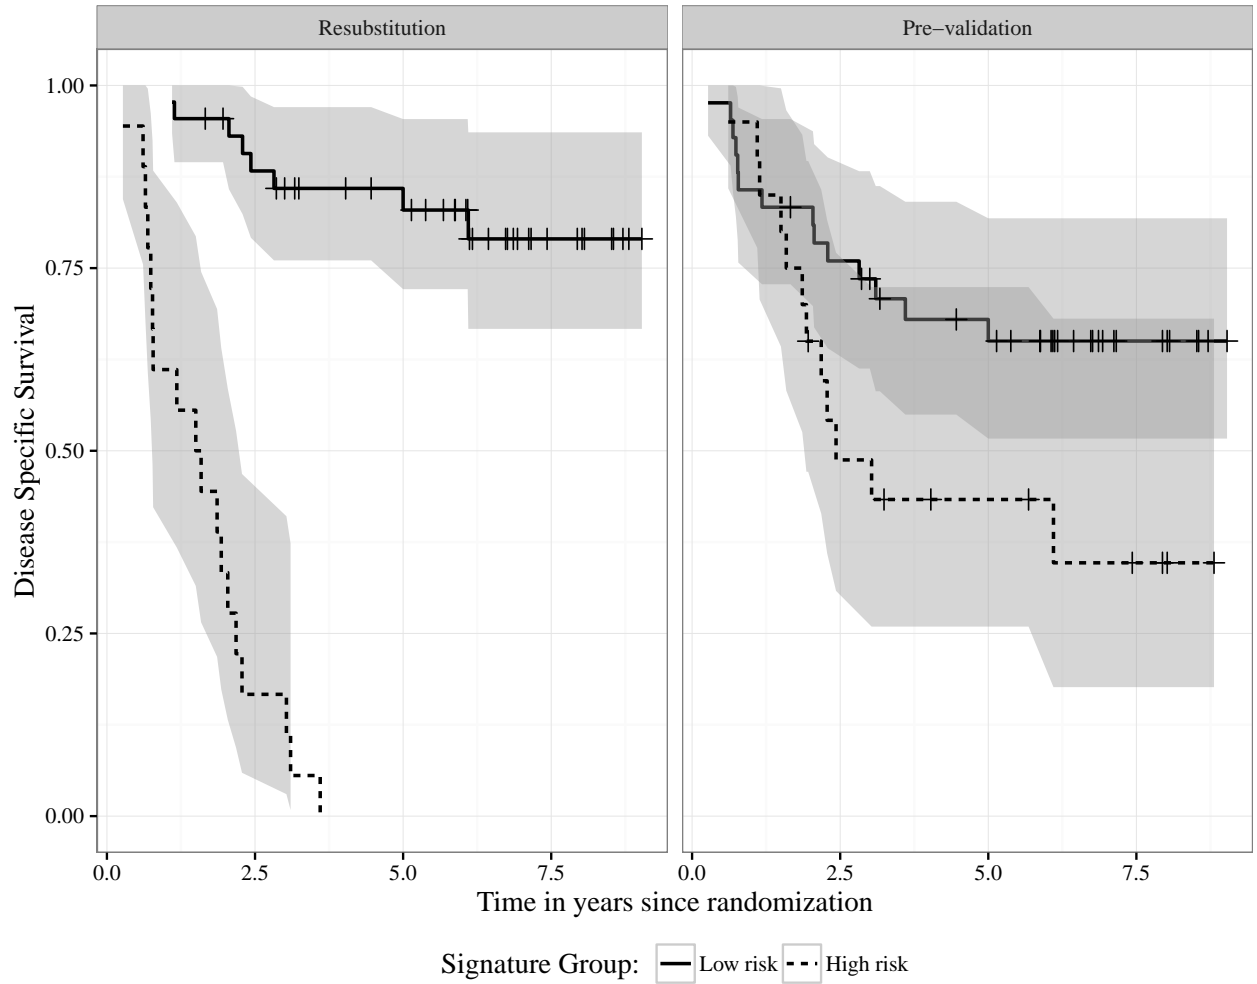 Resubstitution Pre−validation
Disease Specific Survival
1.00
0.75
0.50
0.25
0.00
0.0 2.5 5.0 7.5 0.0 2.5 5.0 7.5
Time in years since randomization
Signature Group: Low risk High risk